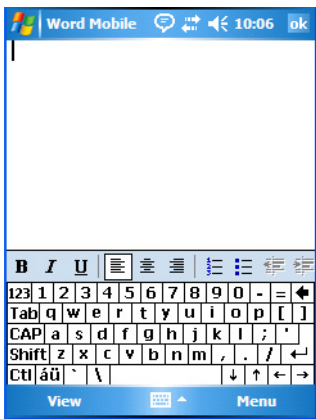 Word Mobile 10:06 ok
B I U
123 1 2 3 4 5 6 7 8 9 0 - =
Tab q w e r t y u i o p [ ]
CAP a s d f g h j k l ; '
Shift z x c v b n m , . /
Ctl áü ` \
View Menu